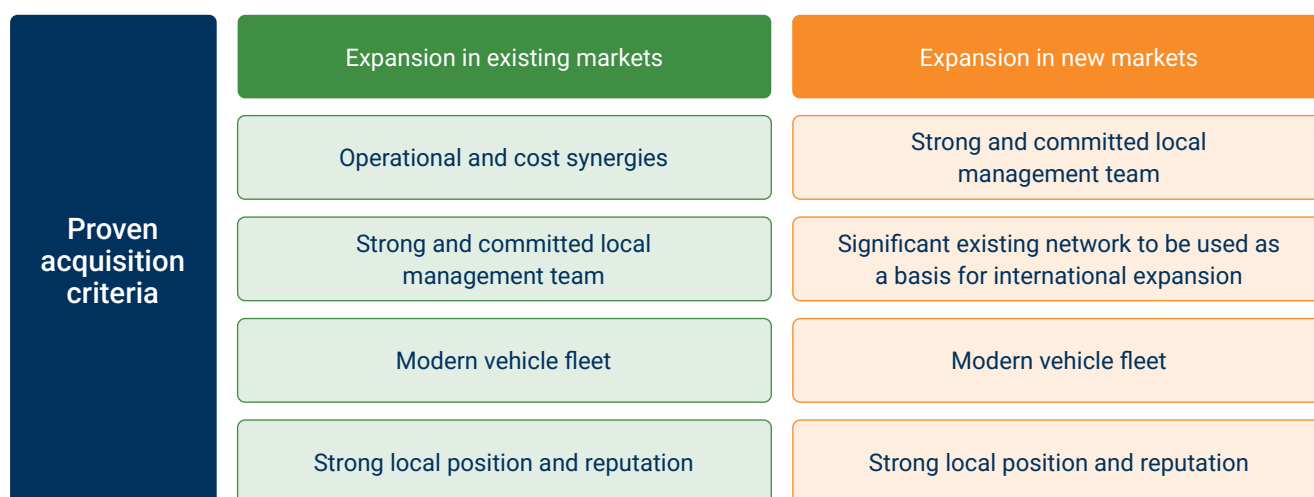 Proven
acquisition
criteria
Expansion in existing markets
Expansion in new markets
Operational and cost synergies
Strong and committed local
management team
Strong and committed local
management team
Significant existing network to be used as
a basis for international expansion
Modern vehicle fleet
Modern vehicle fleet
Strong local position and reputation
Strong local position and reputation